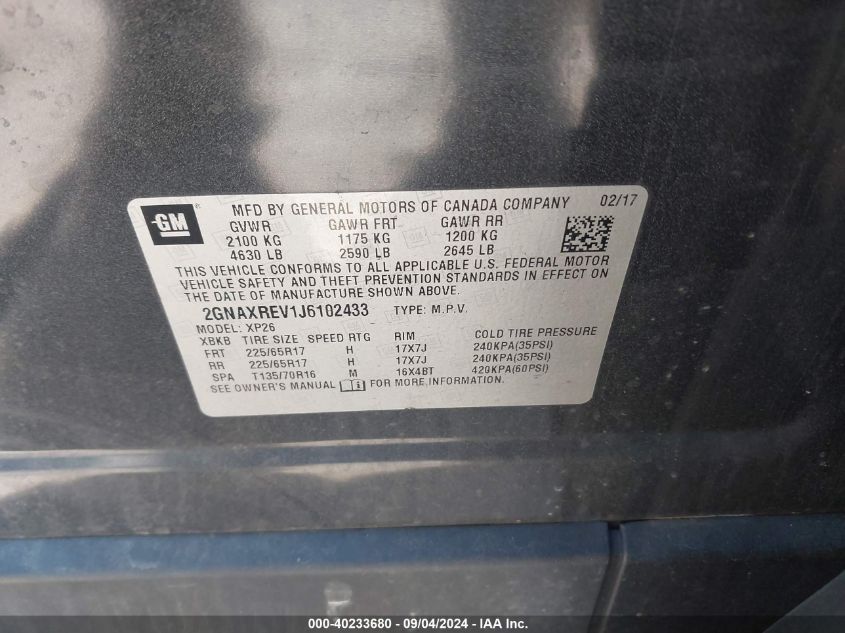 GM
MFD BY GENERAL MOTORS OF CANADA COMPANY 02/17
GVWR GAWR FRT GAWR RR
2100 KG 1175 KG 1200 KG
4630 LB 2590 LB 2645 LB
THIS VEHICLE CONFORMS TO ALL APPLICABLE U.S. FEDERAL MOTOR
VEHICLE SAFETY AND THEFT PREVENTION STANDARDS IN EFFECT ON
THE DATE OF MANUFACTURE SHOWN ABOVE.
2GNAXREV1J6102433 TYPE: M.P.V.
MODEL: XP26
XBKB TIRE SIZE SPEED RTG RIM COLD TIRE PRESSURE
FRT 225/65R17 H 17X7J 240KPA(35PSI)
RR 225/65R17 H 17X7J 240KPA(35PSI)
SPA T135/70R16 M 16X4BT 420KPA(60PSI)
SEE OWNER'S MANUAL FOR MORE INFORMATION.
000-40233680 - 09/04/2024 - IAA Inc.